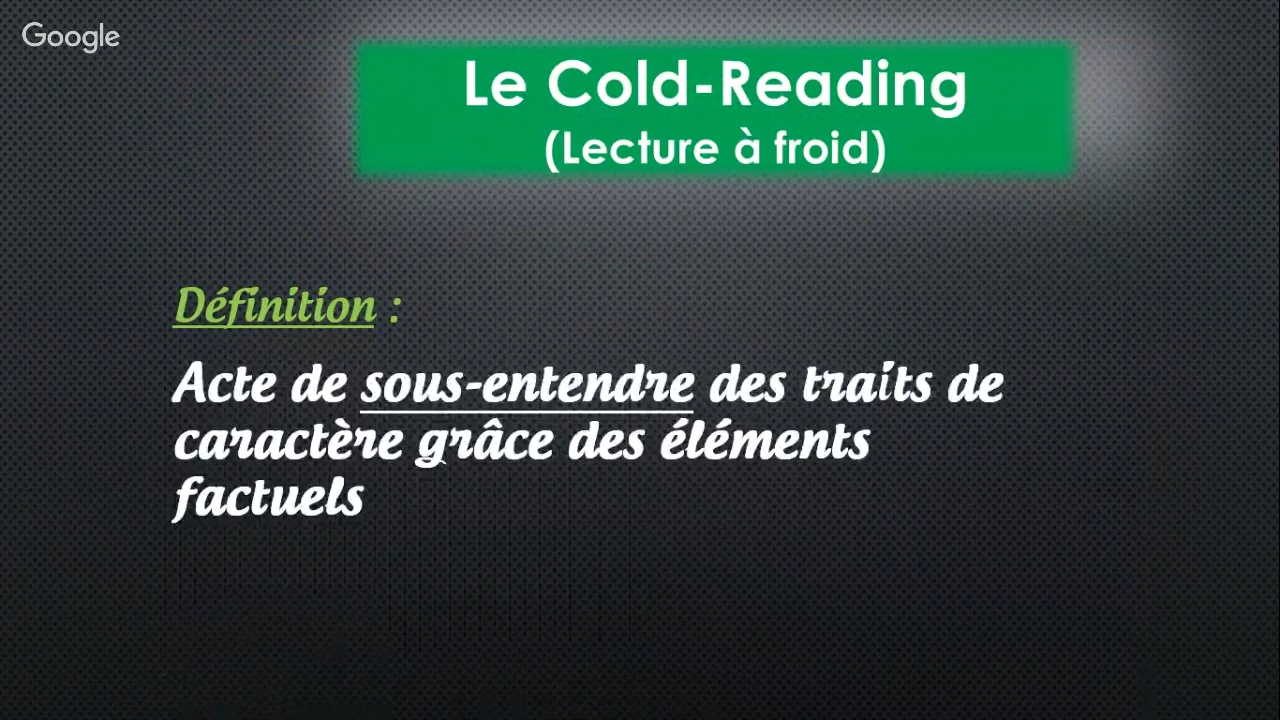 Google
Le Cold-Reading
(Lecture à froid)
Définition :
Acte de sous-entendre des traits de
caractère grâce des éléments
factuels